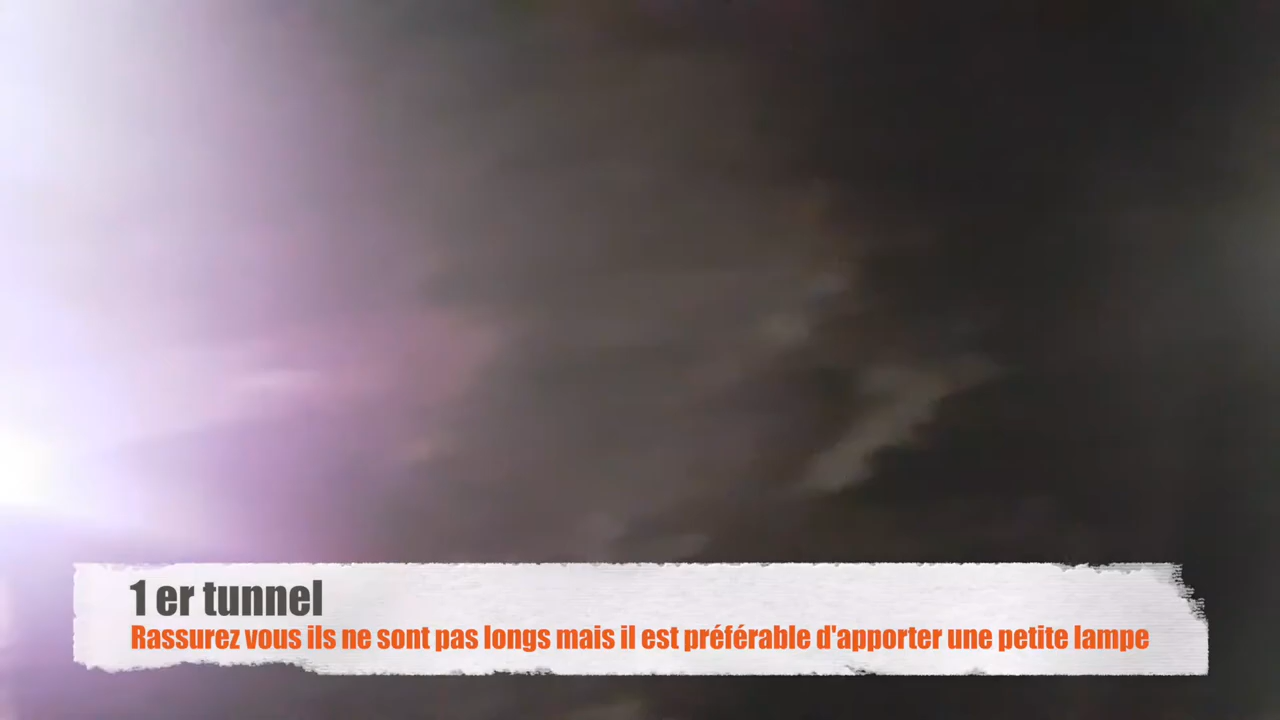 1 er tunnel
Rassurez vous ils ne sont pas longs mais il est préférable d'apporter une petite lampe